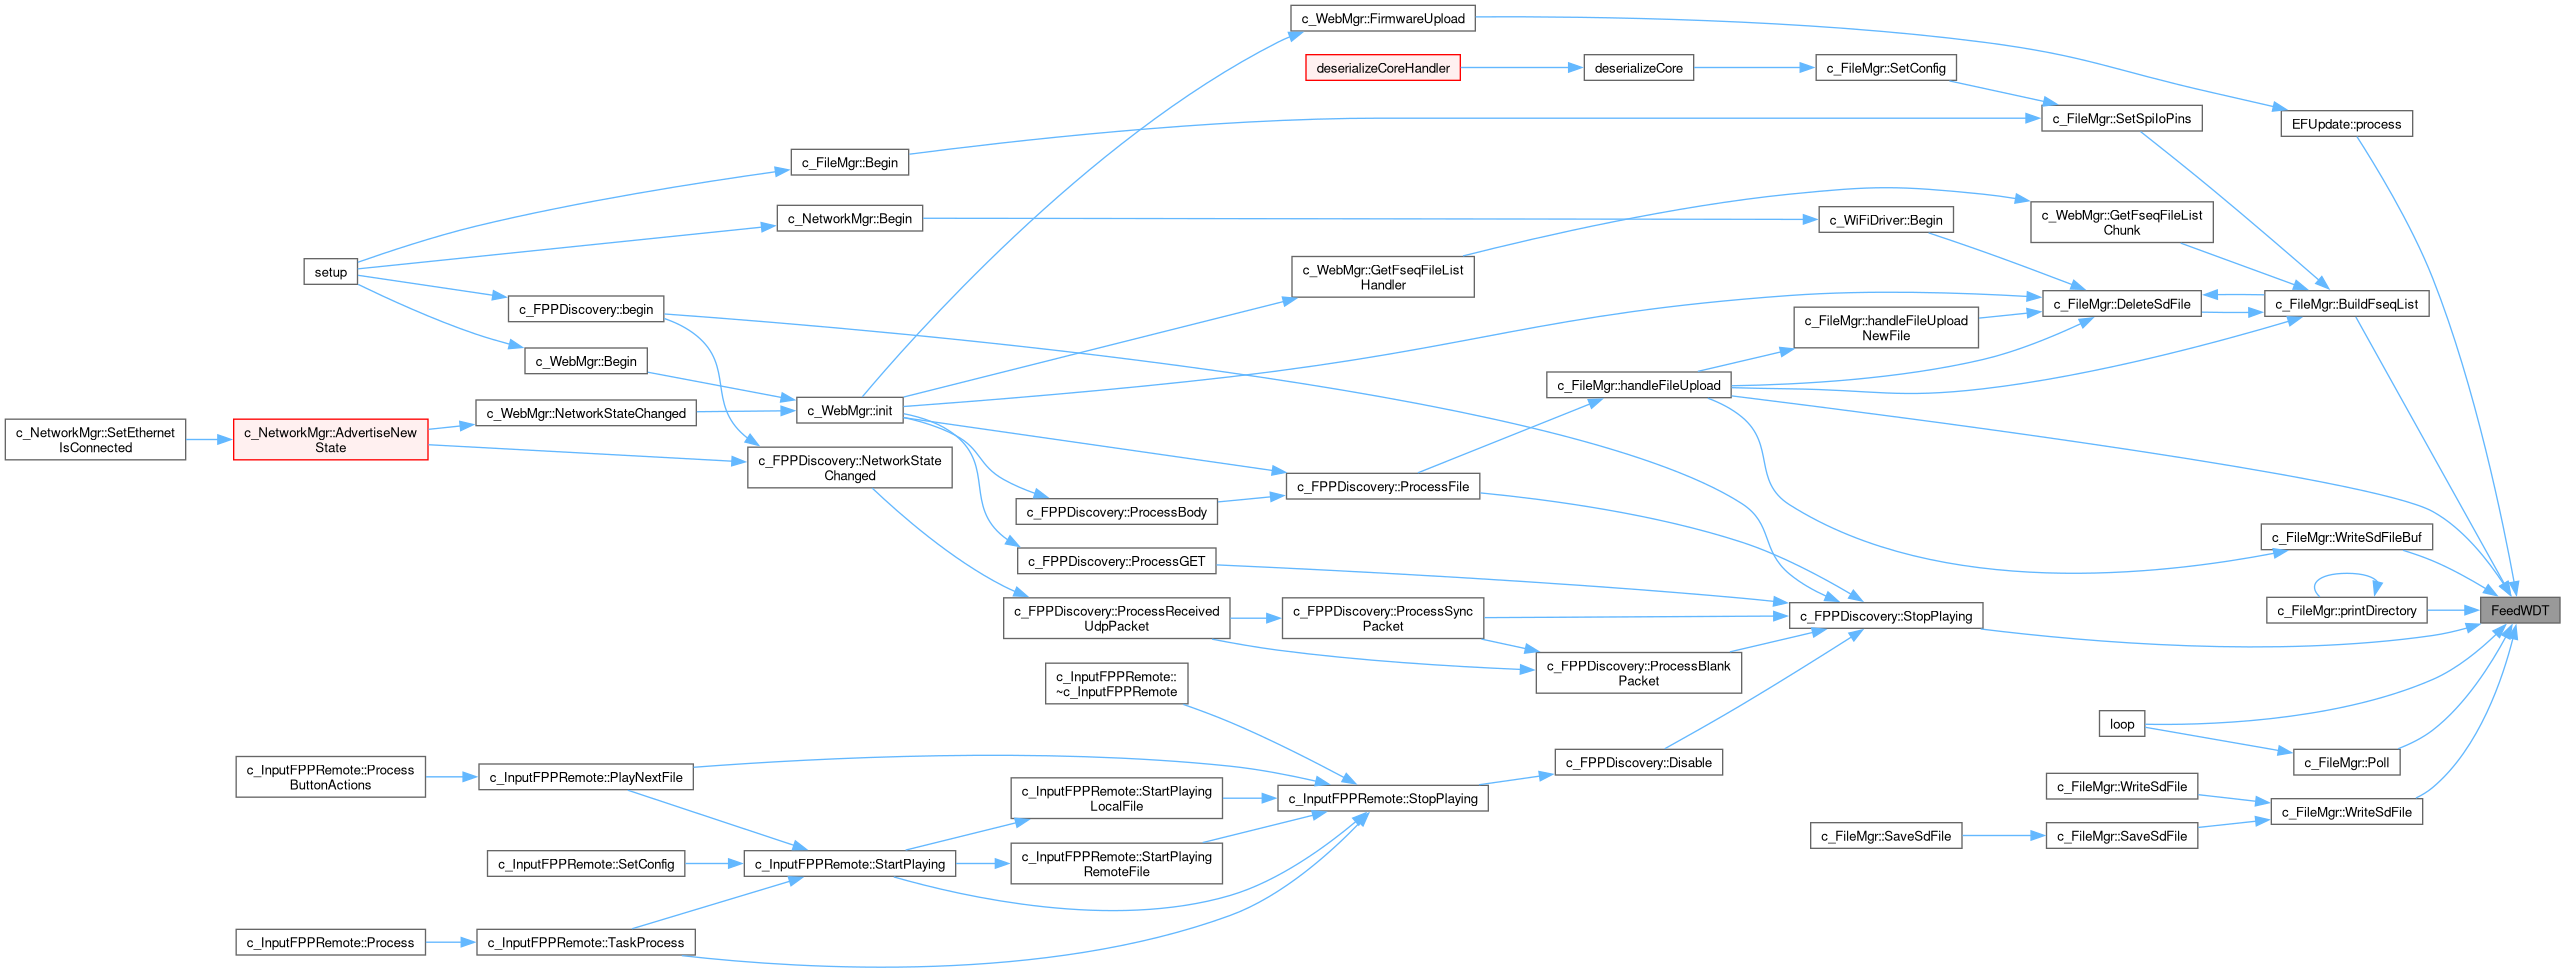 c_WebMgr::FirmwareUpload
deserializeCoreHandler
deserializeCore
c_FileMgr::SetConfig
c_FileMgr::SetSpiIoPins
EFUpdate::process
c_FileMgr::Begin
c_NetworkMgr::Begin
c_WiFiDriver::Begin
c_WebMgr::GetFseqFileList
Chunk
setup
c_WebMgr::GetFseqFileList
Handler
c_FPPDiscovery::begin
c_FileMgr::DeleteSdFile
c_FileMgr::BuildFseqList
c_FileMgr::handleFileUpload
NewFile
c_WebMgr::Begin
c_FileMgr::handleFileUpload
c_WebMgr::NetworkStateChanged
c_WebMgr::init
c_NetworkMgr::SetEthernet
IsConnected
c_NetworkMgr::AdvertiseNew
State
c_FPPDiscovery::NetworkState
Changed
c_FPPDiscovery::ProcessFile
c_FPPDiscovery::ProcessBody
c_FileMgr::WriteSdFileBuf
c_FPPDiscovery::ProcessGET
c_FPPDiscovery::ProcessReceived
UdpPacket
c_FPPDiscovery::ProcessSync
Packet
c_FPPDiscovery::StopPlaying
c_FileMgr::printDirectory
FeedWDT
c_FPPDiscovery::ProcessBlank
Packet
c_InputFPPRemote::
~c_InputFPPRemote
loop
c_FPPDiscovery::Disable
c_FileMgr::Poll
c_InputFPPRemote::Process
ButtonActions
c_InputFPPRemote::PlayNextFile
c_InputFPPRemote::StartPlaying
LocalFile
c_InputFPPRemote::StopPlaying
c_FileMgr::WriteSdFile
c_FileMgr::WriteSdFile
c_FileMgr::SaveSdFile
c_FileMgr::SaveSdFile
c_InputFPPRemote::SetConfig
c_InputFPPRemote::StartPlaying
c_InputFPPRemote::StartPlaying
RemoteFile
c_InputFPPRemote::Process
c_InputFPPRemote::TaskProcess